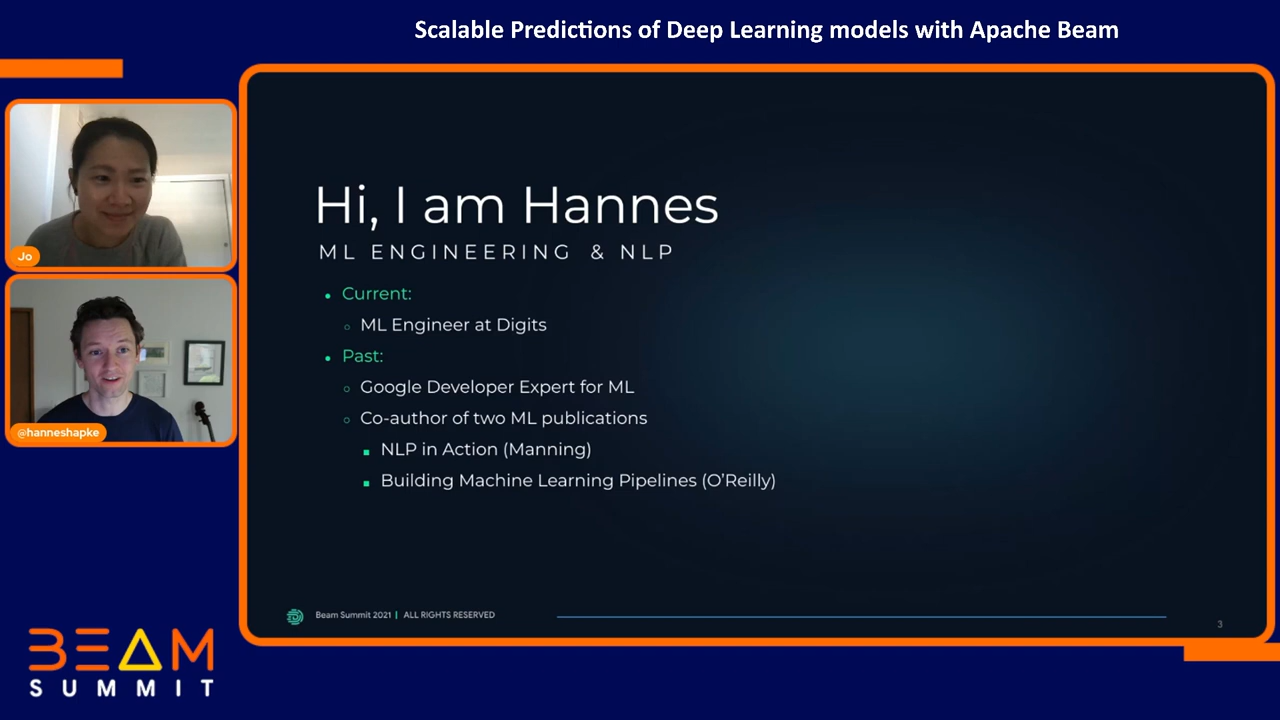 Scalable Predictions of Deep Learning models with Apache Beam
Jo
@hanneshapke
Hi, I am Hannes
ML ENGINEERING & NLP
Current:
ML Engineer at Digits
Past:
Google Developer Expert for ML
Co-author of two ML publications
NLP in Action (Manning)
Building Machine Learning Pipelines (O’Reilly)
Beam Summit 2021 | ALL RIGHTS RESERVED
3
BEAM
SUMMIT